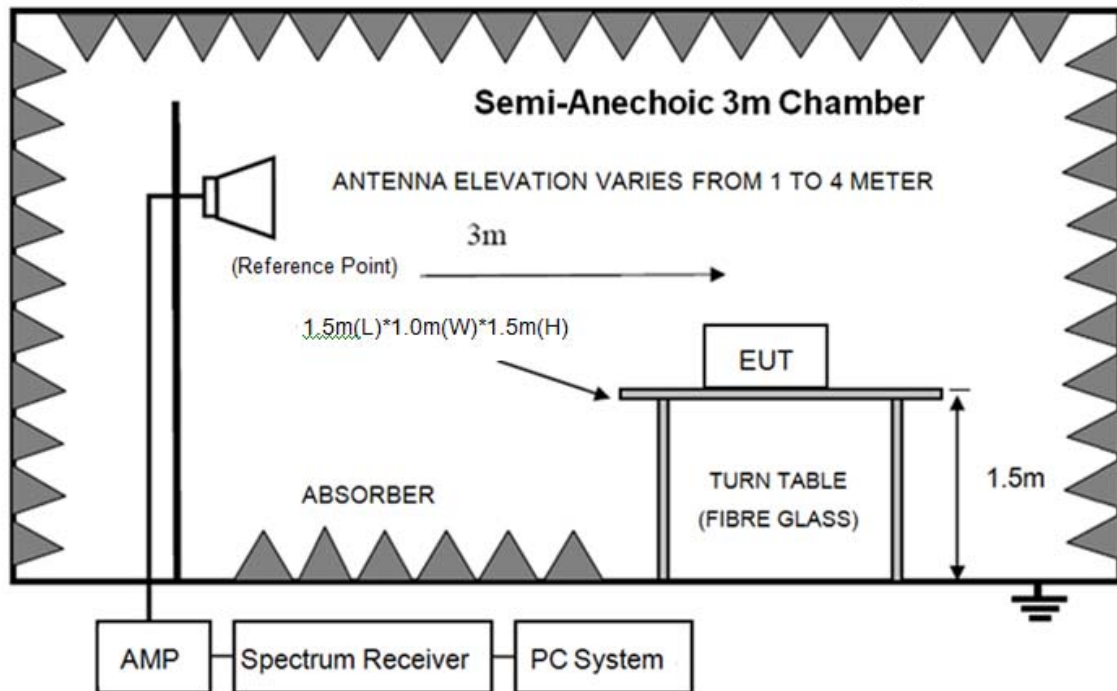 Semi-Anechoic 3m Chamber
ANTENNA ELEVATION VARIES FROM 1 TO 4 METER
3m
(Reference Point)
1.5m(L)*1.0m(W)*1.5m(H)
EUT
ABSORBER
TURN TABLE
(FIBRE GLASS)
1.5m
AMP
Spectrum Receiver
PC System